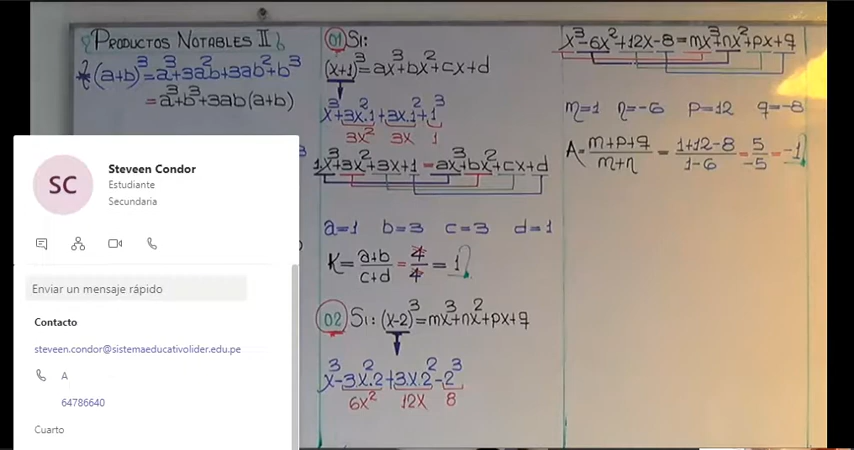 PRODUCTOS NOTABLES II
(a+b)³=a³+3ab²+3ab²+b³
=a³+b³+3ab(a+b)
3
SC
Steveen Condor
Estudiante
Secundaria
Enviar un mensaje rápido
Contacto
steveen.condor@sistemaeducativolider.edu.pe
A
64786640
Cuarto
01 Si:
(x+1)³=ax³+bx²+cx+d
x³+3x².1+3x.1²+1³
3x² 3x 1
1x³+3x²+3x+1=ax³+bx²+cx+d
a=1 b=3 c=3 d=1
K=a+b/c+d=4/4=1
02 Si: (x-2)³=mx³+nx²+px+q
x³-3x².2+3x.2²-2³
6x² 12x 8
x³-6x²+12x-8=mx³+nx²+px+q
m=1 n=-6 p=12 q=-8
A=m+p+q/m+n=1+12-8/1-6=5/-5=-1